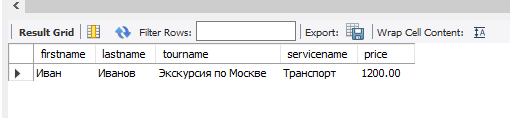 Result Grid Filter Rows: Export: Wrap Cell Content: IA
firstname lastname tourname servicename price
Иван Иванов Экскурсия по Москве Транспорт 1200.00